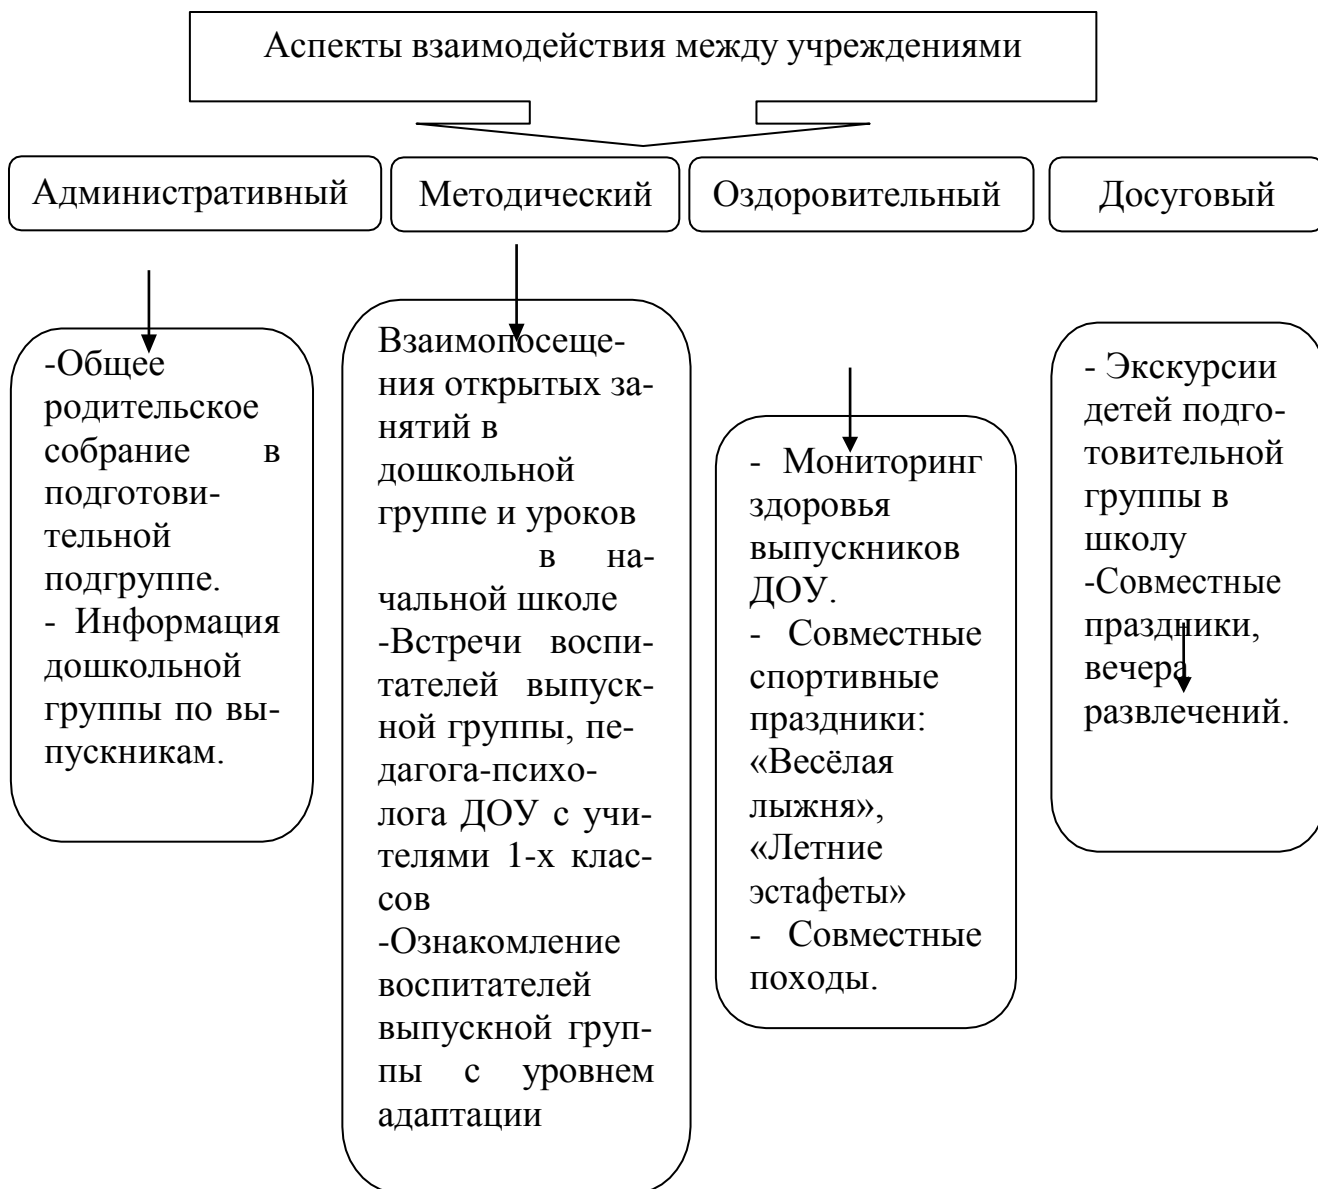 Аспекты взаимодействия между учреждениями
Административный
Методический
Оздоровительный
Досуговый
-Общее
родительское
собрание в
подготови-
тельной
подгруппе.
- Информация
дошкольной
группы по вы-
пускникам.
Взаимопосеще-
ния открытых за-
нятий в
дошкольной
группе и уроков
в на-
чальной школе
-Встречи воспи-
тателей выпуск-
ной группы, пе-
дагога-психо-
лога ДОУ с учи-
телями 1-х клас-
сов
-Ознакомление
воспитателей
выпускной груп-
пы с уровнем
адаптации
- Мониторинг
здоровья
выпускников
ДОУ.
- Совместные
спортивные
праздники:
«Весёлая
лыжня»,
«Летние
эстафеты»
- Совместные
походы.
- Экскурсии
детей подго-
товительной
группы в
школу
-Совместные
праздники,
вечера
развлечений.